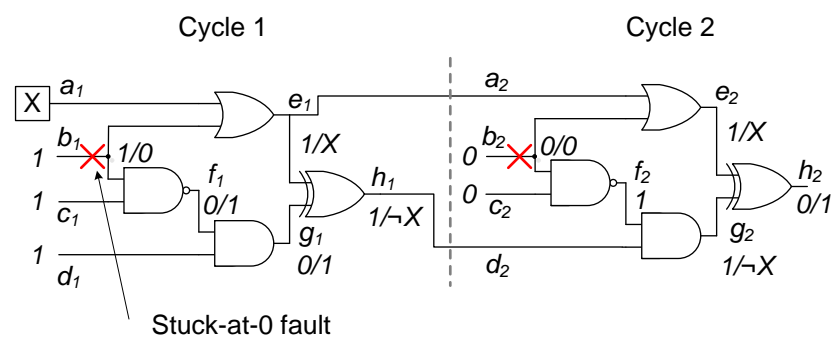 Cycle 1
Cycle 2
X
a₁
e₁
a₂
e₂
b₁
1
1/0
1/X
b₂
0
0/0
1/X
f₁
0/1
h₁
1/¬X
f₂
1
h₂
0/1
1
c₁
0
c₂
g₁
0/1
g₂
1/¬X
1
d₁
d₂
Stuck-at-0 fault